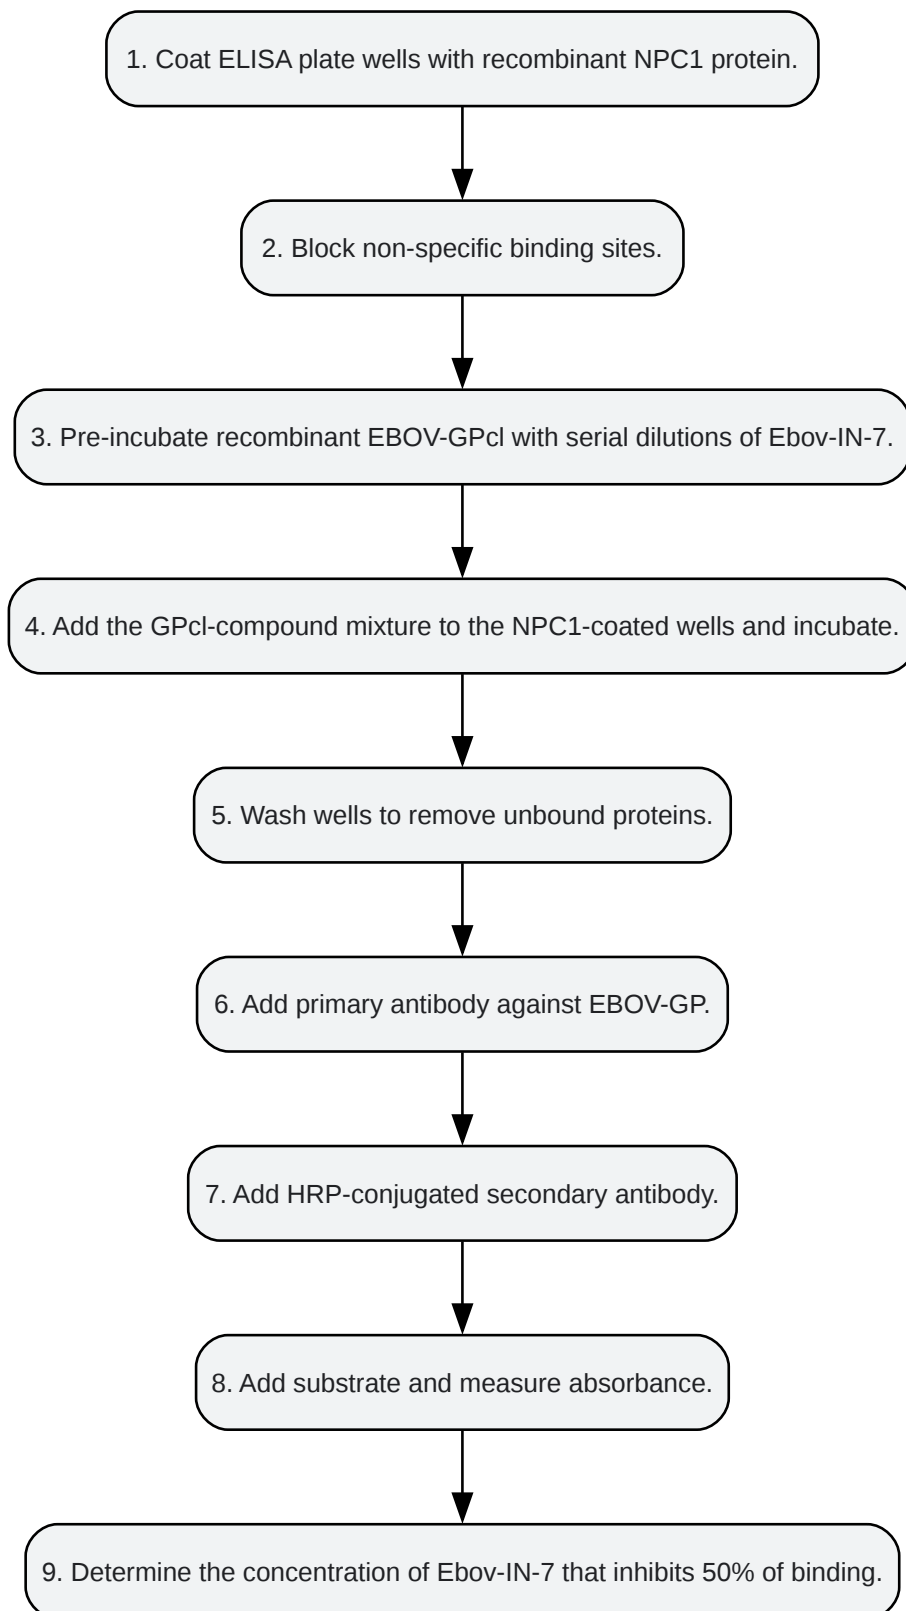 1. Coat ELISA plate wells with recombinant NPC1 protein.
2. Block non-specific binding sites.
3. Pre-incubate recombinant EBOV-GPcl with serial dilutions of Ebov-IN-7.
4. Add the GPcl-compound mixture to the NPC1-coated wells and incubate.
5. Wash wells to remove unbound proteins.
6. Add primary antibody against EBOV-GP.
7. Add HRP-conjugated secondary antibody.
8. Add substrate and measure absorbance.
9. Determine the concentration of Ebov-IN-7 that inhibits 50% of binding.